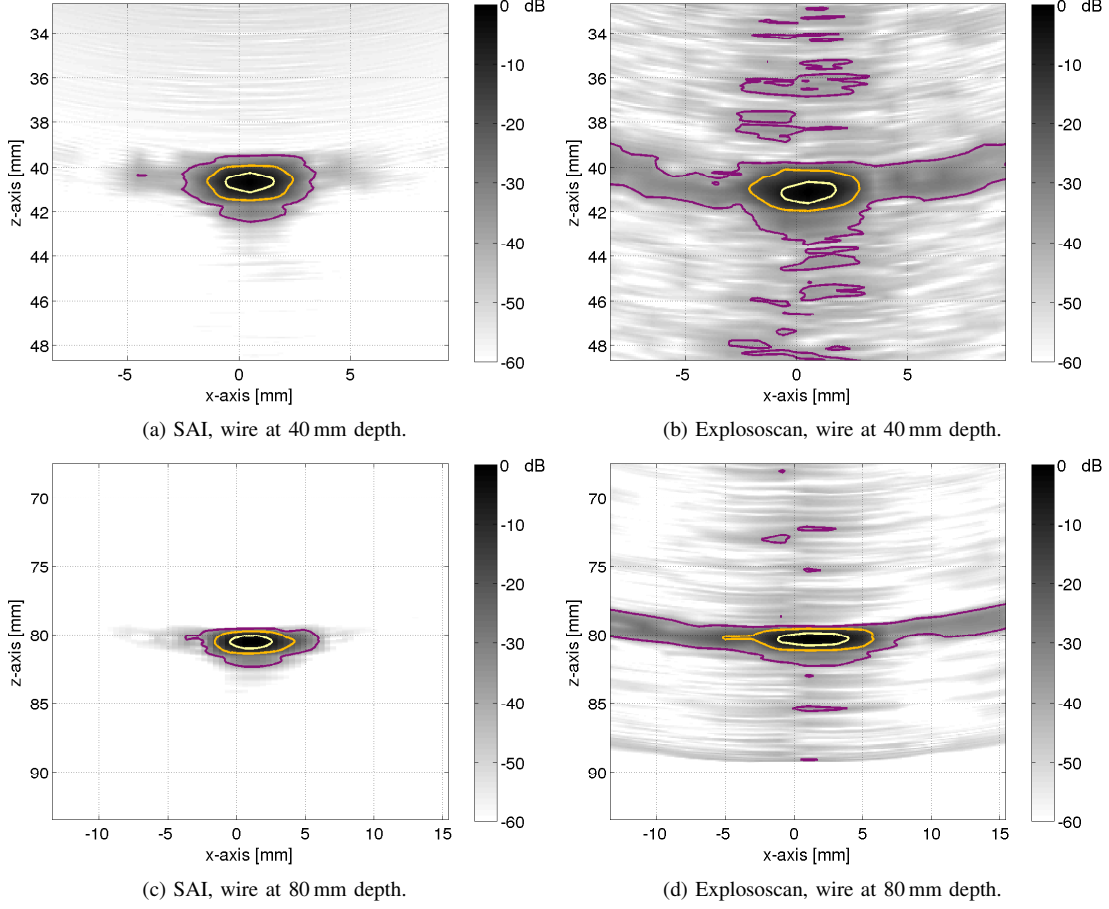 0 dB
34
36
38
40
42
44
46
48
z-axis [mm]
-5 0 5
x-axis [mm]
-10
-20
-30
-40
-50
-60
(a) SAI, wire at 40 mm depth.
0 dB
34
36
38
40
42
44
46
48
z-axis [mm]
-5 0 5
x-axis [mm]
-10
-20
-30
-40
-50
-60
(b) Explososcan, wire at 40 mm depth.
0 dB
70
75
80
85
90
z-axis [mm]
-10 -5 0 5 10 15
x-axis [mm]
-10
-20
-30
-40
-50
-60
(c) SAI, wire at 80 mm depth.
0 dB
70
75
80
85
90
z-axis [mm]
-10 -5 0 5 10 15
x-axis [mm]
-10
-20
-30
-40
-50
-60
(d) Explososcan, wire at 80 mm depth.